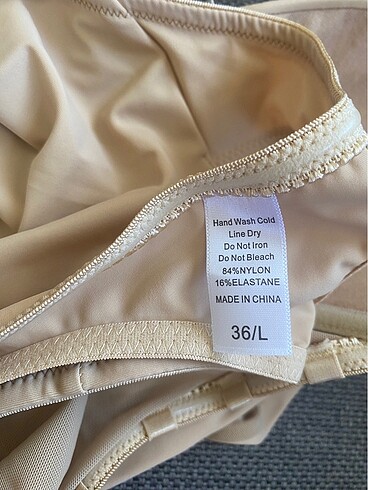 Hand Wash Cold
Line Dry
Do Not Iron
Do Not Bleach
84%NYLON
16%ELASTANE
MADE IN CHINA
36/L